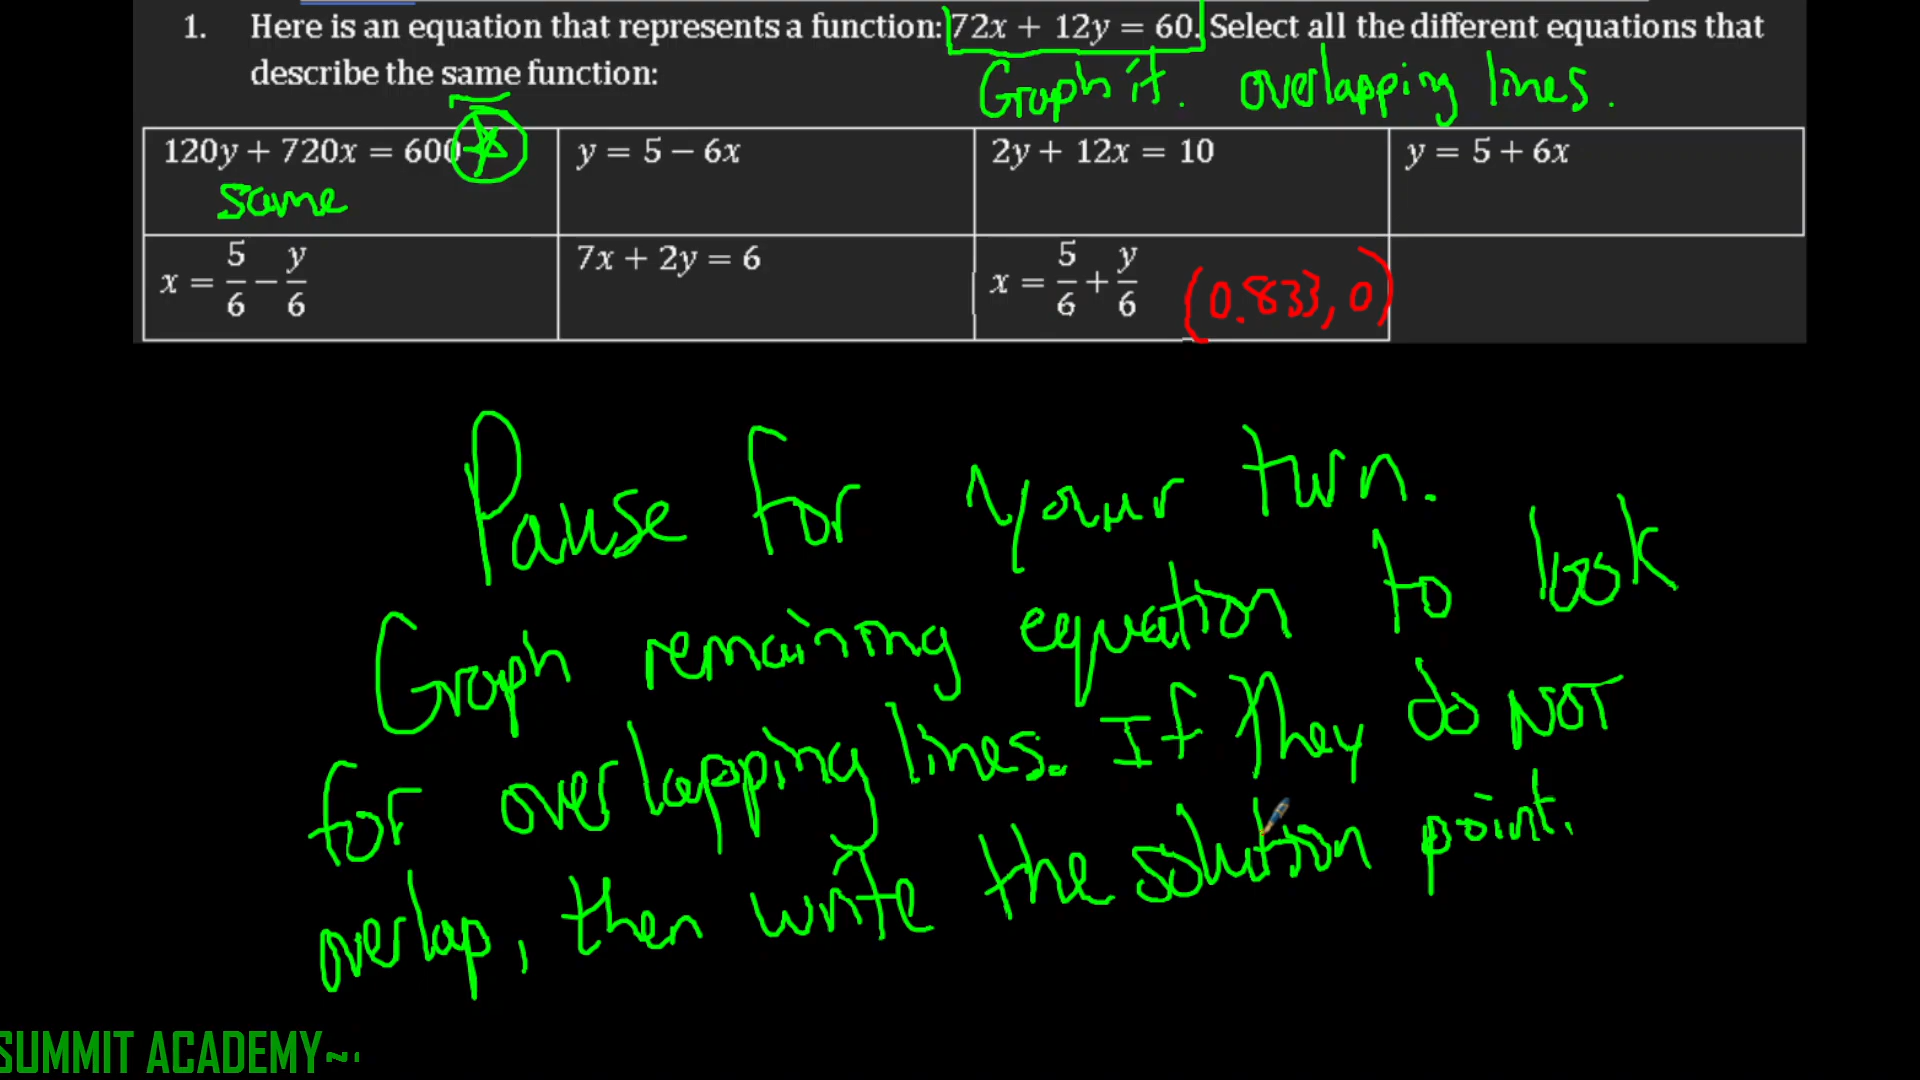 1. Here is an equation that represents a function: 72x + 12y = 60. Select all the different equations that
describe the same function:
Graph it. overlapping lines.
120y + 720x = 600
same
y = 5 − 6x
2y + 12x = 10
y = 5 + 6x
x = 5/6 − y/6
7x + 2y = 6
x = 5/6 + y/6 (0.833, 0)
Pause for your turn.
Graph remaining equation to look
for overlapping lines. If they do NOT
overlap, then write the solution point.
SUMMIT ACADEMY~